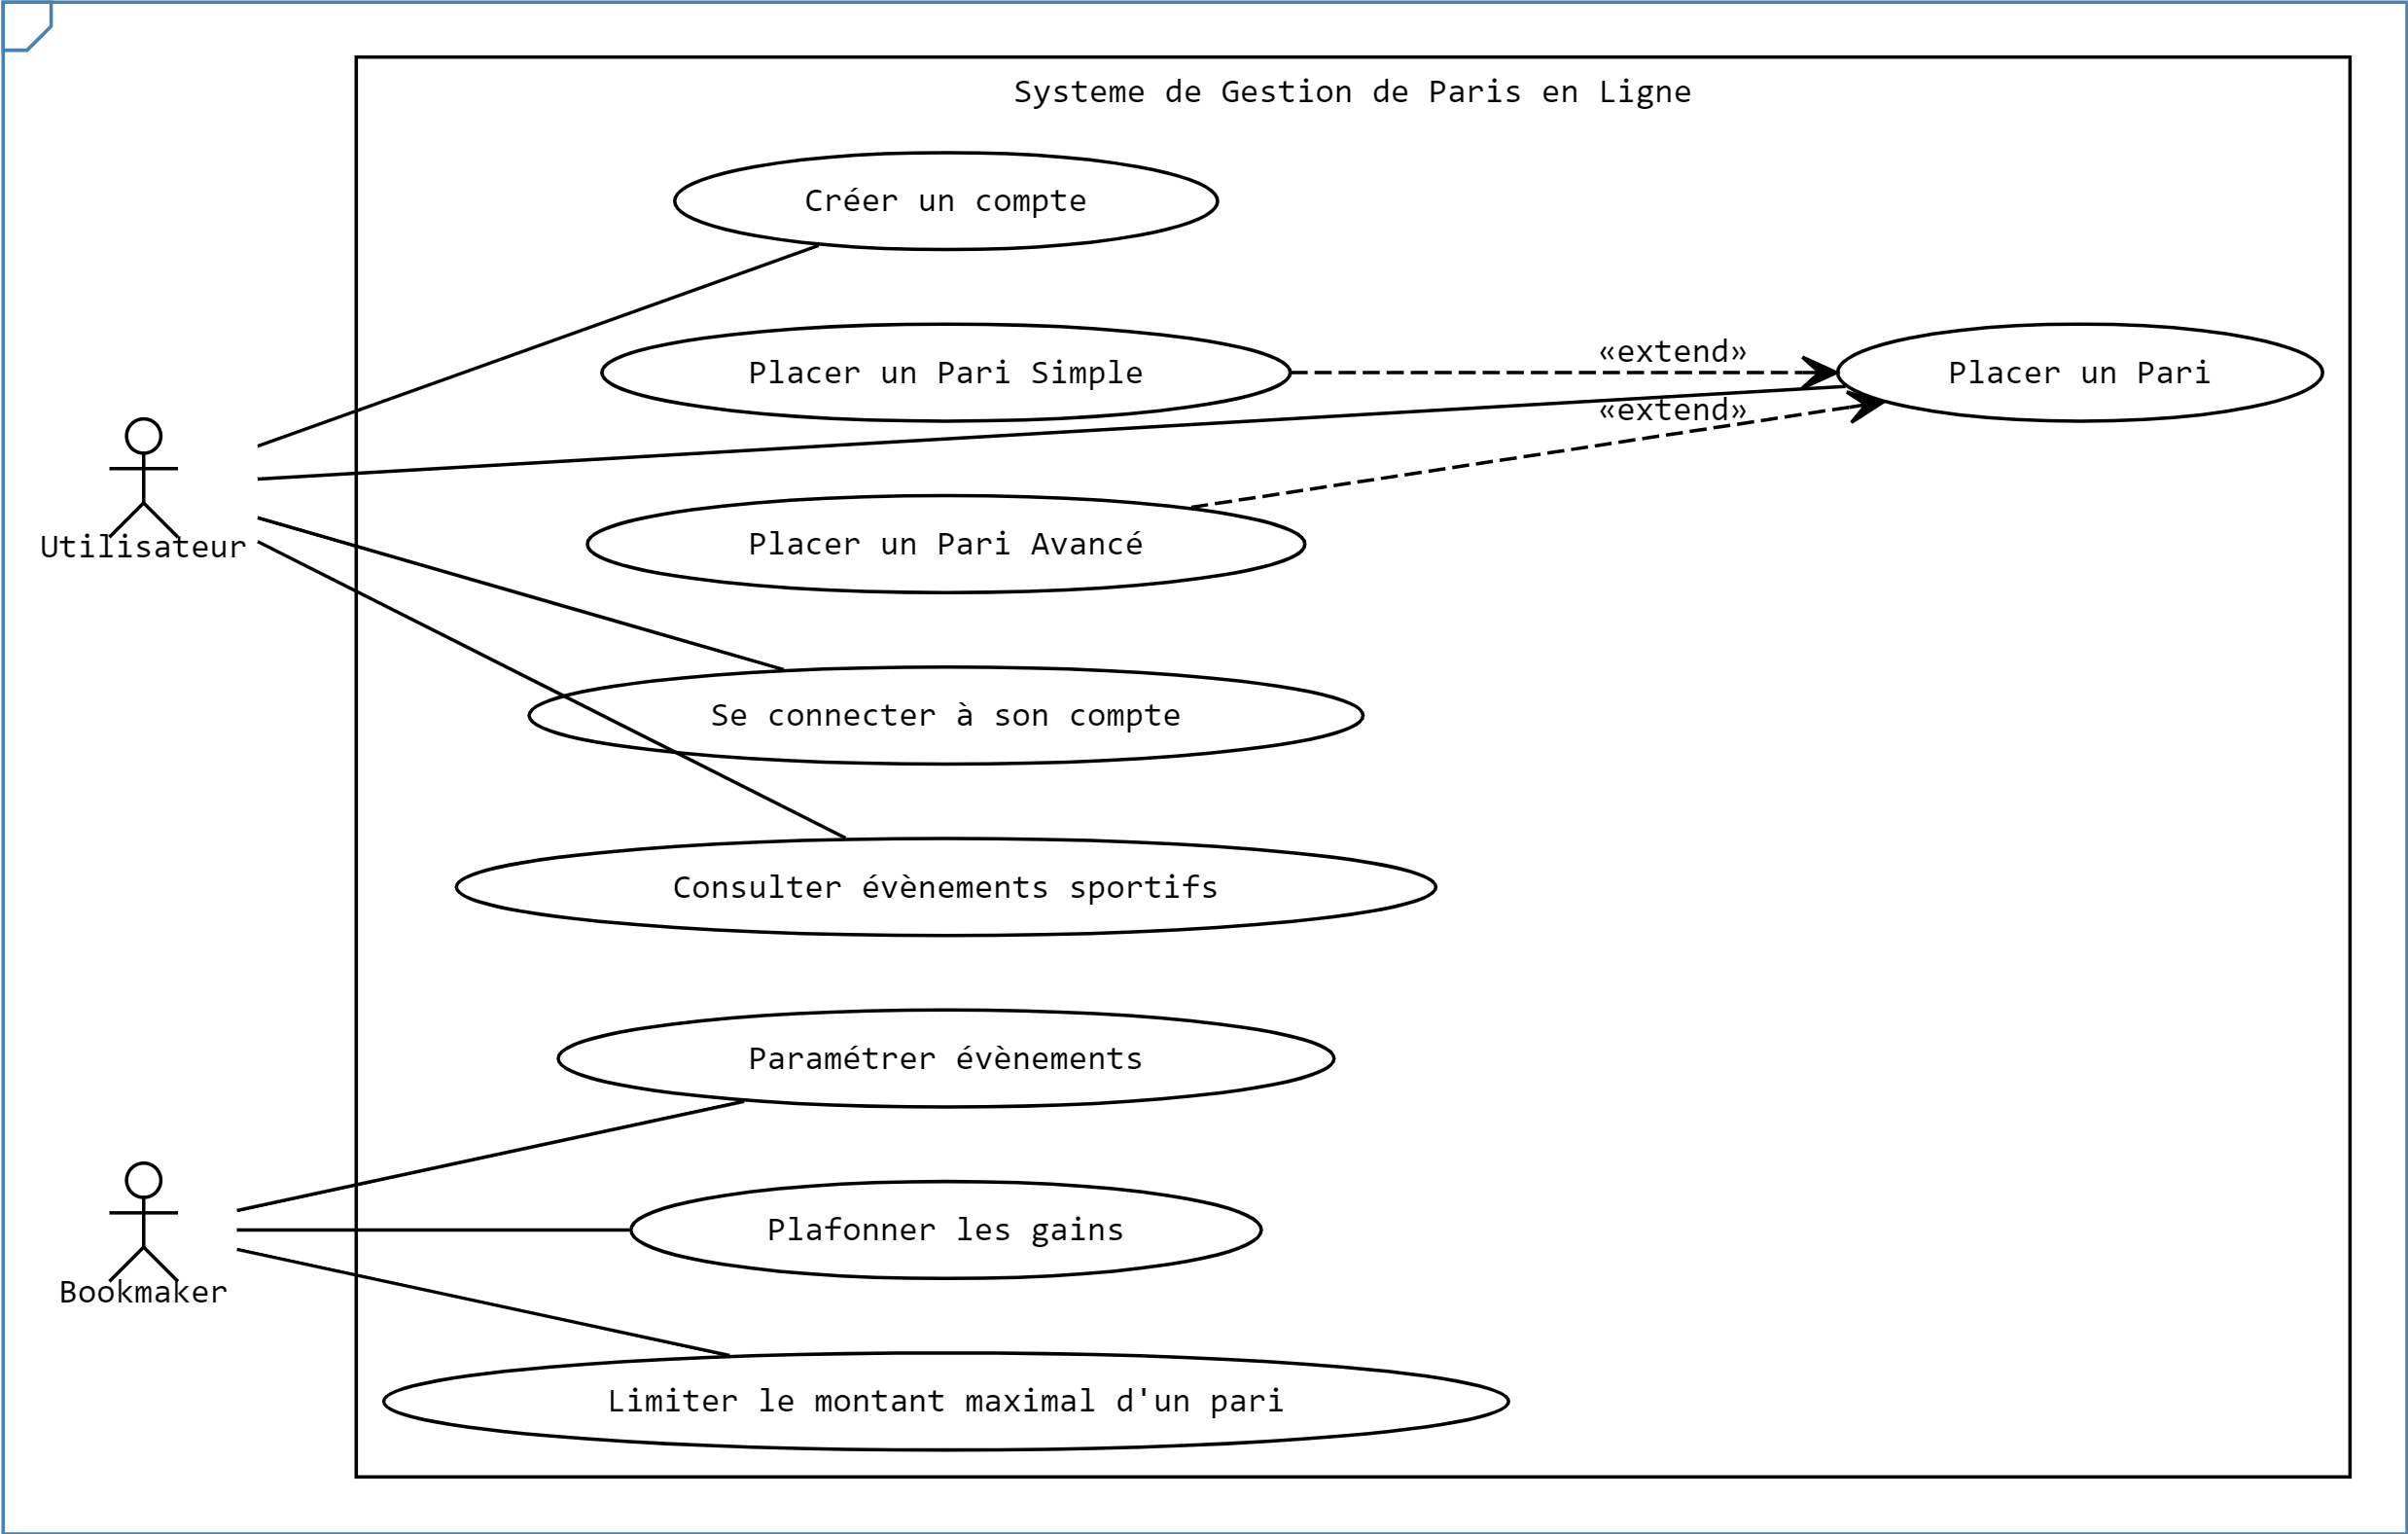 Systeme de Gestion de Paris en Ligne
Créer un compte
«extend»
Placer un Pari Simple
Placer un Pari
«extend»
Utilisateur
Placer un Pari Avancé
Se connecter à son compte
Consulter évènements sportifs
Paramétrer évènements
Plafonner les gains
Bookmaker
Limiter le montant maximal d'un pari